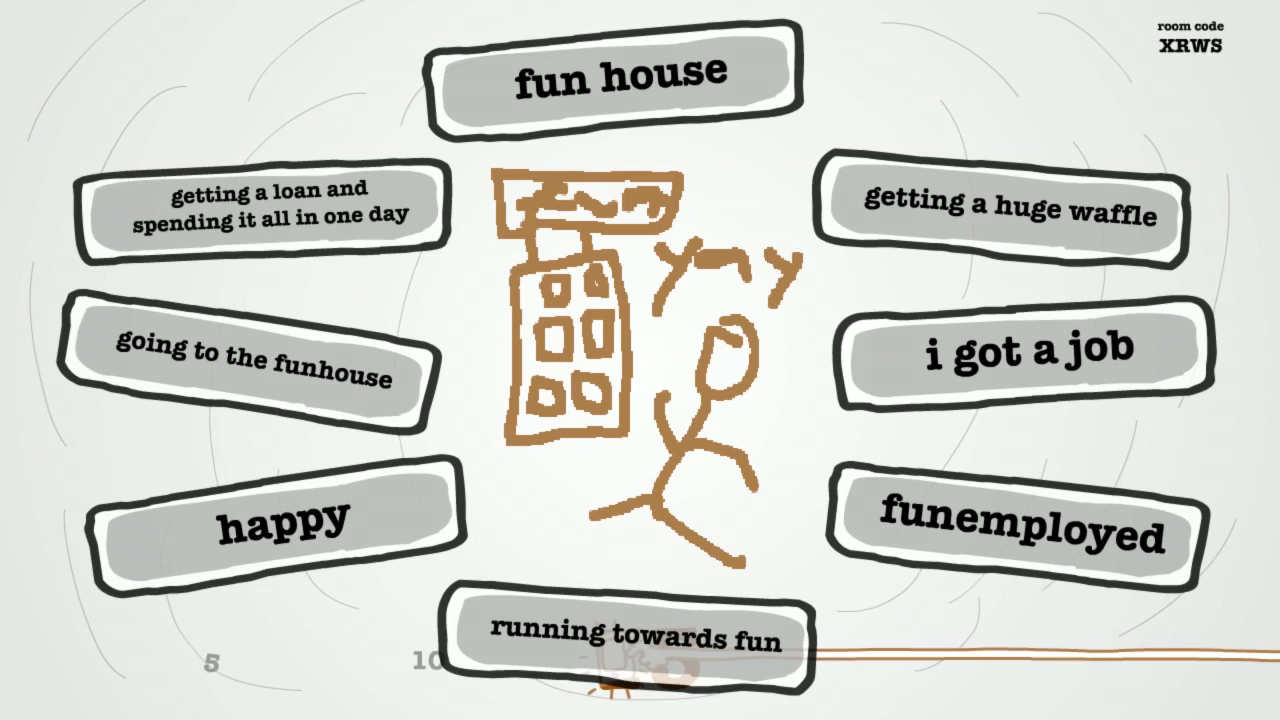 room code
XRWS
fun house
getting a loan and
spending it all in one day
getting a huge waffle
yay
going to the funhouse
i got a job
happy
funemployed
running towards fun
5
10